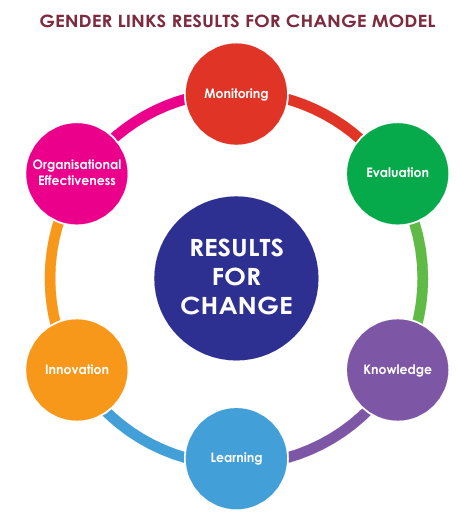 GENDER LINKS RESULTS FOR CHANGE MODEL
Monitoring
Organisational
Effectiveness
Evaluation
RESULTS
FOR
CHANGE
Innovation
Knowledge
Learning